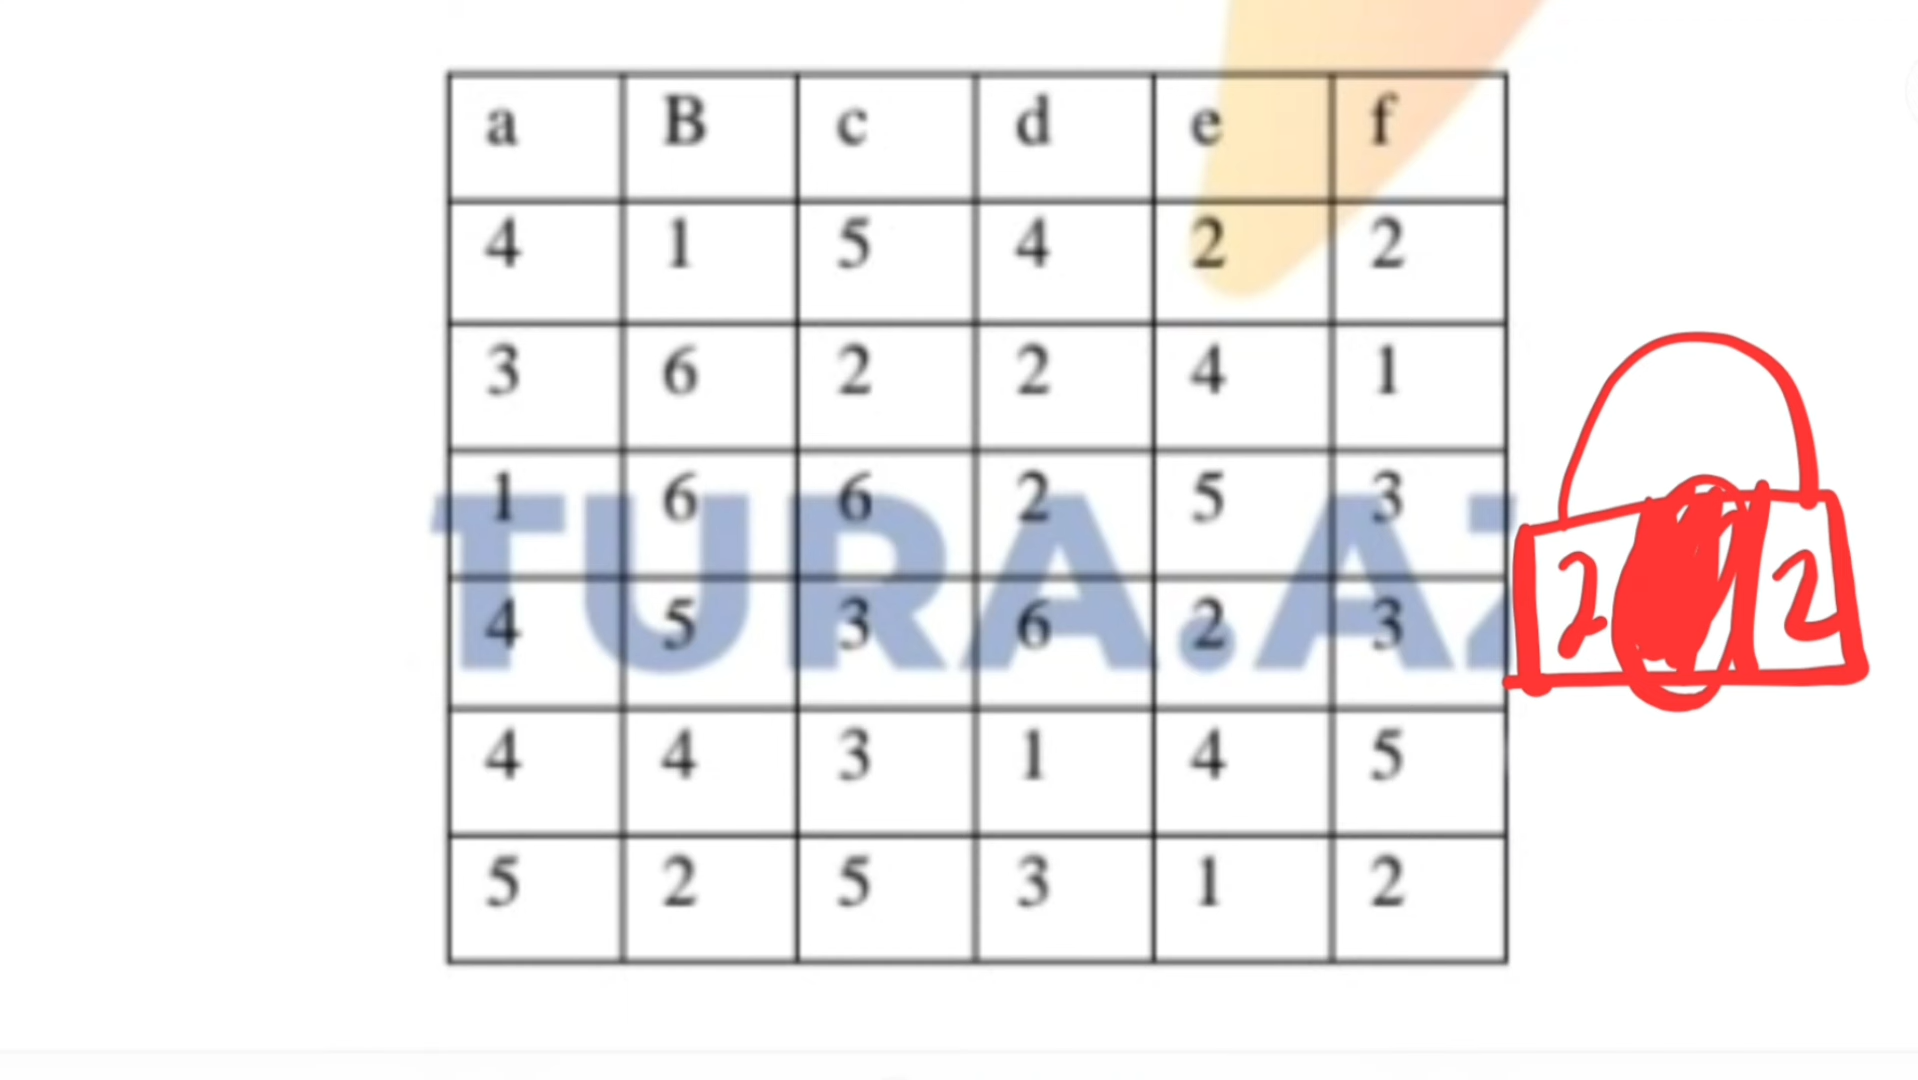 a B c d e f
4 1 5 4 2 2
3 6 2 2 4 1
1 6 6 2 5 3
4 5 3 6 2 3
4 4 3 1 4 5
5 2 5 3 1 2
TURA.AZ
2 2